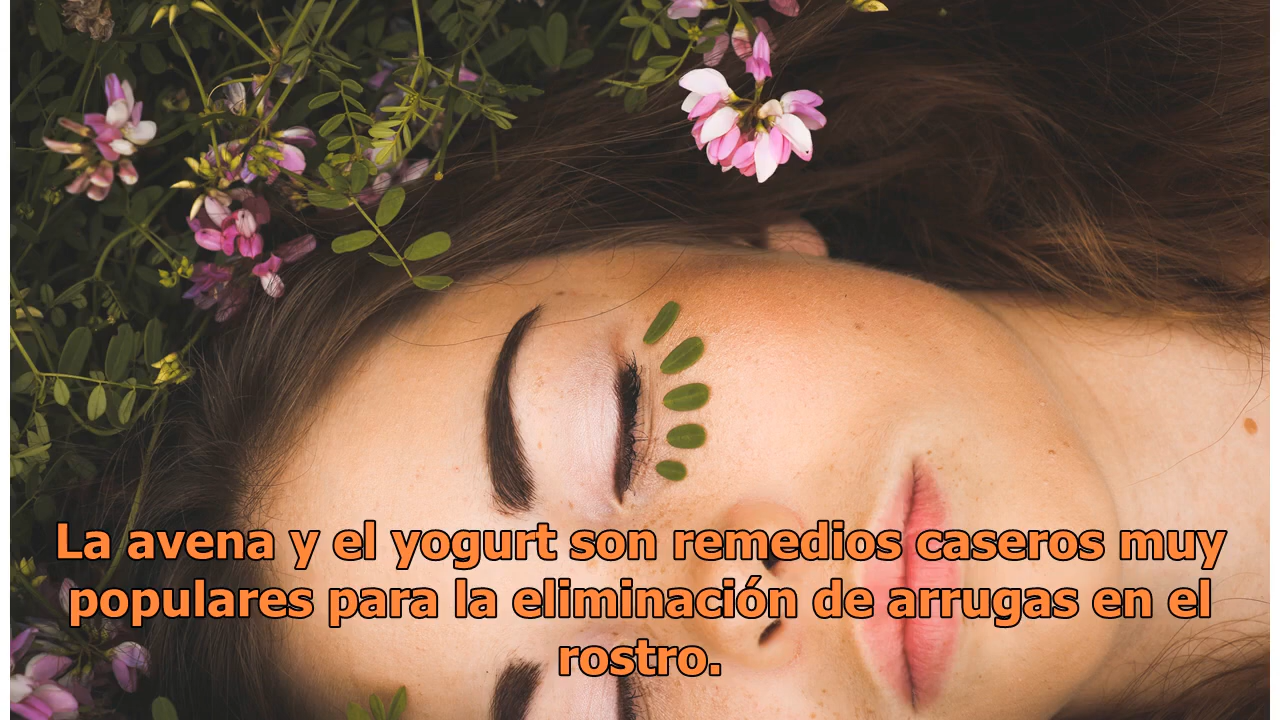 La avena y el yogurt son remedios caseros muy
populares para la eliminación de arrugas en el
rostro.